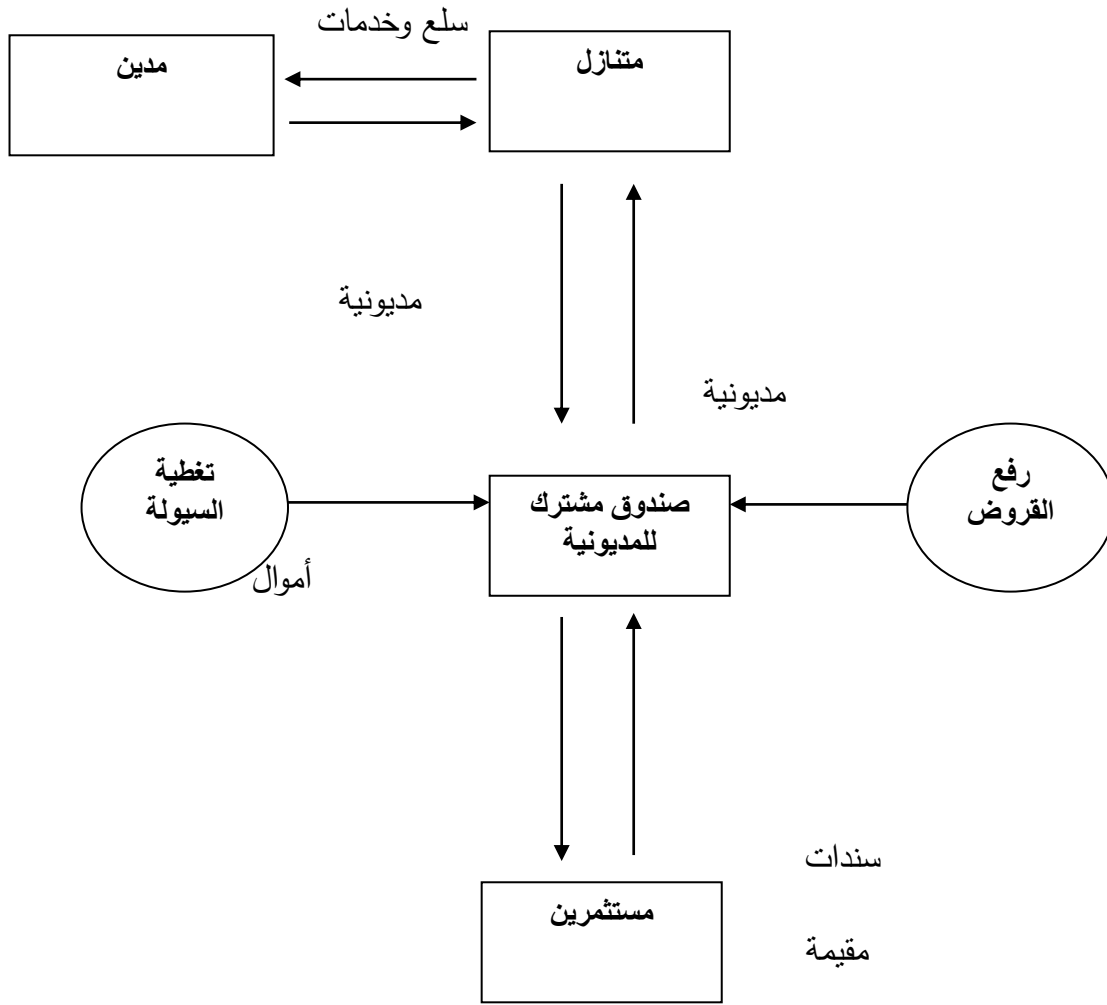 سلع وخدمات
متنازل
مدين
مديونية
مديونية
رفع
القروض
صندوق مشترك
للمديونية
تغطية
السيولة
أموال
سندات
مقيمة
مستثمرين